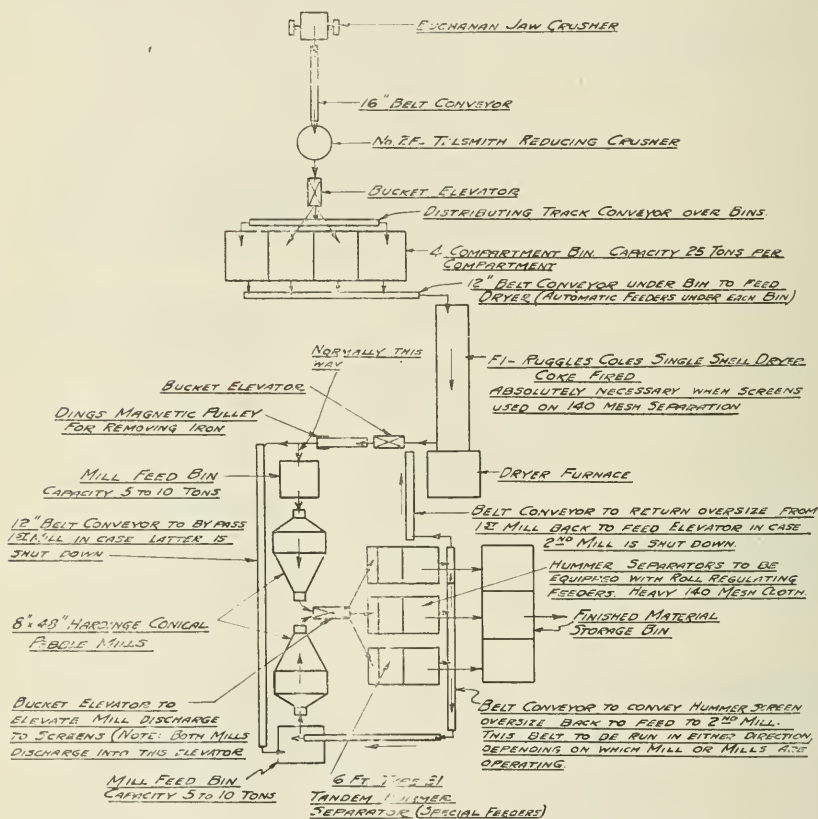 BUCHANAN JAW CRUSHER
16" BELT CONVEYOR
No. 2F- TELSMITH REDUCING CRUSHER
BUCKET ELEVATOR
DISTRIBUTING TRACK CONVEYOR OVER BINS.
4 COMPARTMENT BIN. CAPACITY 25 TONS PER
COMPARTMENT
12" BELT CONVEYOR UNDER BIN TO FEED
DRYER (AUTOMATIC FEEDERS UNDER EACH BIN)
NORMALLY THIS
WAY
F1- RUGGLES COLES SINGLE SHELL DRYER
COKE FIRED
ABSOLUTELY NECESSARY WHEN SCREENS
USED ON 140 MESH SEPARATION
BUCKET ELEVATOR
DINGS MAGNETIC PULLEY
FOR REMOVING IRON
MILL FEED BIN
CAPACITY 5 TO 10 TONS
DRYER FURNACE
12" BELT CONVEYOR TO BY PASS
1ST MILL IN CASE LATTER IS
SHUT DOWN
BELT CONVEYOR TO RETURN OVERSIZE FROM
1ST MILL BACK TO FEED ELEVATOR IN CASE
2ND MILL IS SHUT DOWN.
HUMMER SEPARATORS TO BE
EQUIPPED WITH ROLL REGULATING
FEEDERS. HEAVY 140 MESH CLOTH.
8" x 48" HARDINGE CONICAL
PEBBLE MILLS
FINISHED MATERIAL
STORAGE BIN
BUCKET ELEVATOR TO
ELEVATE MILL DISCHARGE
TO SCREENS (NOTE: BOTH MILLS
DISCHARGE INTO THIS ELEVATOR
BELT CONVEYOR TO CONVEY HUMMER SCREEN
OVERSIZE BACK TO FEED TO 2ND MILL.
THIS BELT TO BE RUN IN EITHER DIRECTION,
DEPENDING ON WHICH MILL OR MILLS ARE
OPERATING.
MILL FEED BIN
CAPACITY 5 TO 10 TONS
6 FT. TYPE 31
TANDEM HUMMER
SEPARATOR (SPECIAL FEEDERS)